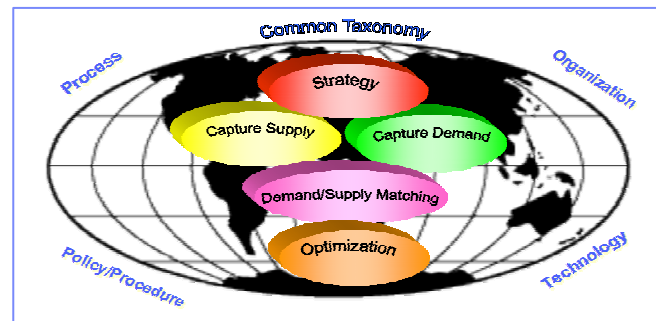 Common Taxonomy
Process
Organization
Strategy
Capture Supply
Capture Demand
Demand/Supply Matching
Optimization
Policy/Procedure
Technology